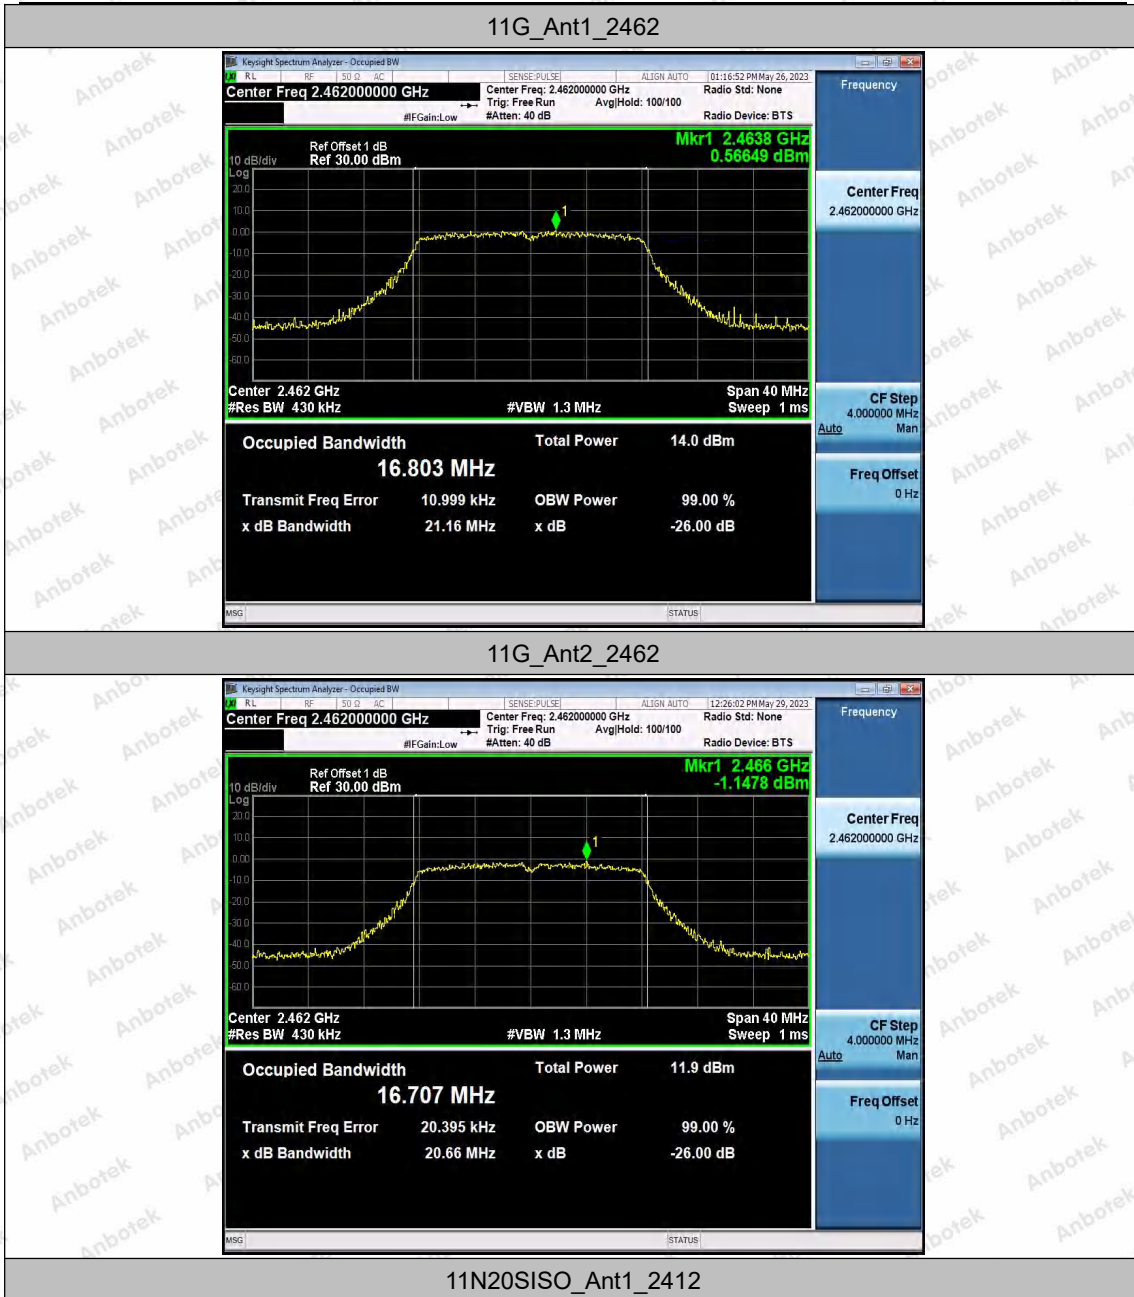 11G_Ant1_2462
Keysight Spectrum Analyzer - Occupied BW
RL RF 50 Ω AC SENSE:PULSE ALIGN AUTO 01:16:52 PM May 26, 2023
Center Freq 2.462000000 GHz
Center Freq: 2.462000000 GHz
Radio Std: None
Trig: Free Run Avg|Hold: 100/100
#IFGain:Low #Atten: 40 dB Radio Device: BTS
Frequency
Mkr1 2.4638 GHz
0.56649 dBm
Ref Offset 1 dB
10 dB/div Ref 30.00 dBm
Log
20.0
10.0
0.00
-10.0
-20.0
-30.0
-40.0
-50.0
-60.0
1
Center Freq
2.462000000 GHz
Center 2.462 GHz Span 40 MHz
#Res BW 430 kHz #VBW 1.3 MHz Sweep 1 ms
CF Step
4.000000 MHz
Auto Man
Freq Offset
0 Hz
Occupied Bandwidth Total Power 14.0 dBm
16.803 MHz
Transmit Freq Error 10.999 kHz OBW Power 99.00 %
x dB Bandwidth 21.16 MHz x dB -26.00 dB
MSG STATUS
11G_Ant2_2462
Keysight Spectrum Analyzer - Occupied BW
RL RF 50 Ω AC SENSE:PULSE ALIGN AUTO 12:26:02 PM May 29, 2023
Center Freq 2.462000000 GHz
Center Freq: 2.462000000 GHz
Radio Std: None
Trig: Free Run Avg|Hold: 100/100
#IFGain:Low #Atten: 40 dB Radio Device: BTS
Frequency
Mkr1 2.466 GHz
-1.1478 dBm
Ref Offset 1 dB
10 dB/div Ref 30.00 dBm
Log
20.0
10.0
0.00
-10.0
-20.0
-30.0
-40.0
-50.0
-60.0
1
Center Freq
2.462000000 GHz
Center 2.462 GHz Span 40 MHz
#Res BW 430 kHz #VBW 1.3 MHz Sweep 1 ms
CF Step
4.000000 MHz
Auto Man
Freq Offset
0 Hz
Occupied Bandwidth Total Power 11.9 dBm
16.707 MHz
Transmit Freq Error 20.395 kHz OBW Power 99.00 %
x dB Bandwidth 20.66 MHz x dB -26.00 dB
MSG STATUS
11N20SISO_Ant1_2412
Anbotek